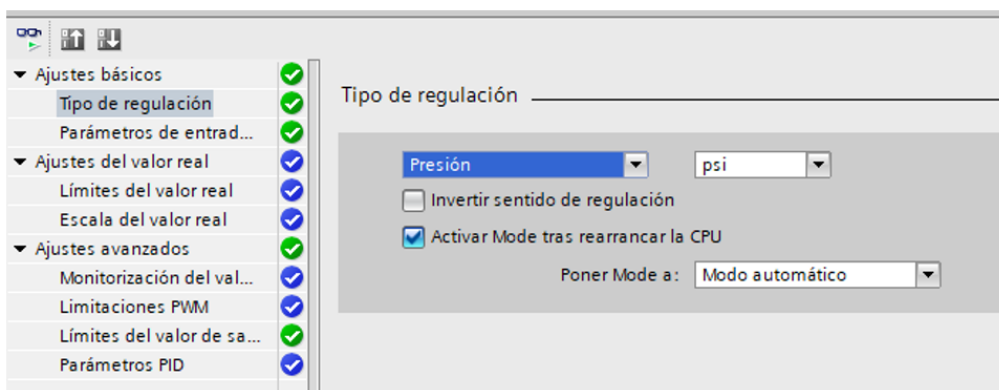 Ajustes básicos
Tipo de regulación
Parámetros de entrad...
Ajustes del valor real
Límites del valor real
Escala del valor real
Ajustes avanzados
Monitorización del val...
Limitaciones PWM
Límites del valor de sa...
Parámetros PID
Tipo de regulación
Presión psi
Invertir sentido de regulación
Activar Mode tras rearrancar la CPU
Poner Mode a: Modo automático